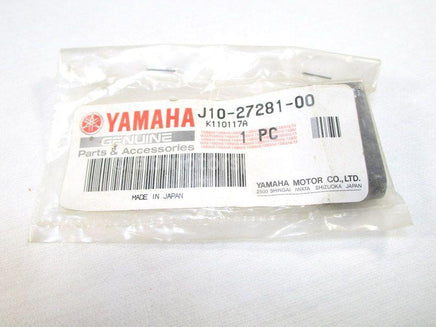 YAMAHA J10-27281-00
K110117A
GENUINE 1 PC
Parts & Accessories
YAMAHA MOTOR CO.,LTD.
2500 SHINGAI IWATA SHIZUOKA JAPAN
MADE IN JAPAN